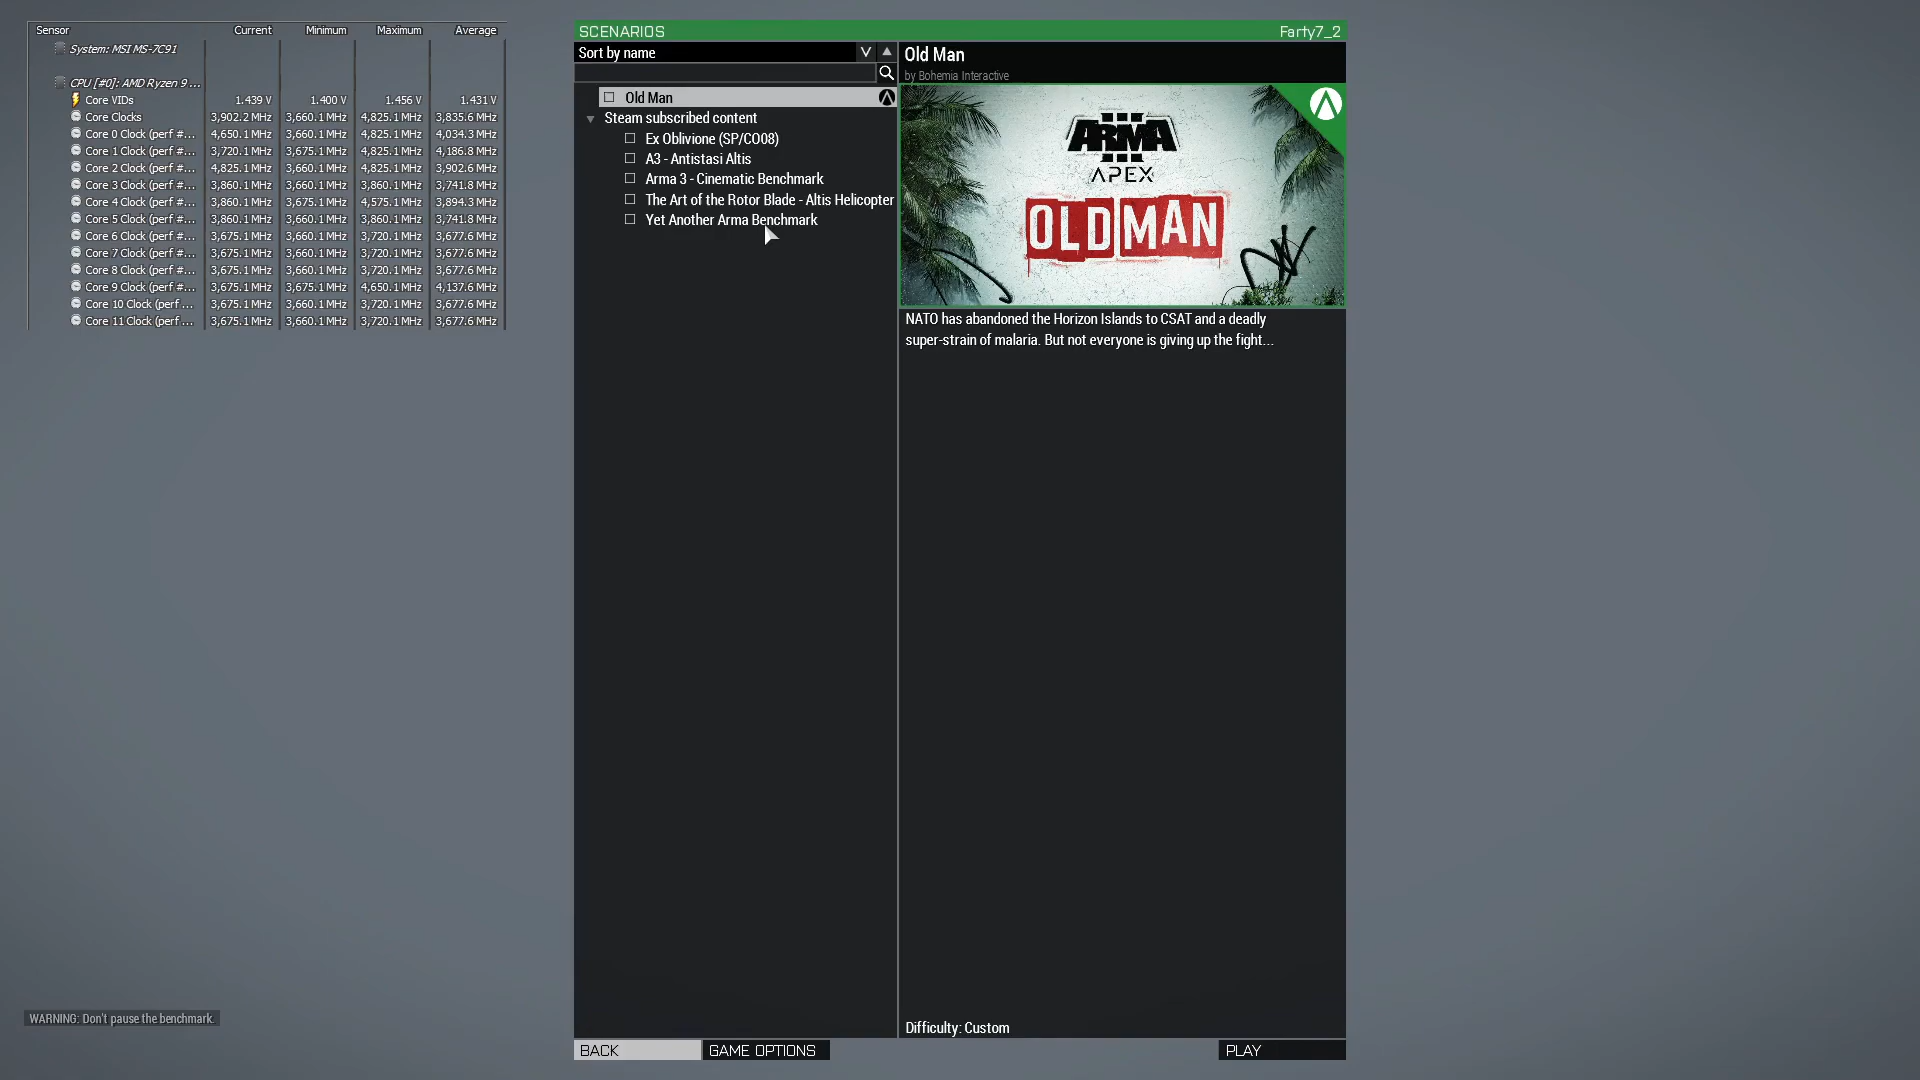 Sensor Current Minimum Maximum Average
System: MSI MS-7C91
CPU [#0]: AMD Ryzen 9 ...
Core VIDs 1.439 V 1.400 V 1.456 V 1.431 V
Core Clocks 3,902.2 MHz 3,660.1 MHz 4,825.1 MHz 3,835.6 MHz
Core 0 Clock (perf #... 4,650.1 MHz 3,660.1 MHz 4,825.1 MHz 4,034.3 MHz
Core 1 Clock (perf #... 3,720.1 MHz 3,675.1 MHz 4,825.1 MHz 4,186.8 MHz
Core 2 Clock (perf #... 4,825.1 MHz 3,660.1 MHz 4,825.1 MHz 3,902.6 MHz
Core 3 Clock (perf #... 3,860.1 MHz 3,660.1 MHz 3,860.1 MHz 3,741.8 MHz
Core 4 Clock (perf #... 3,860.1 MHz 3,675.1 MHz 4,575.1 MHz 3,894.3 MHz
Core 5 Clock (perf #... 3,860.1 MHz 3,660.1 MHz 3,860.1 MHz 3,741.8 MHz
Core 6 Clock (perf #... 3,675.1 MHz 3,660.1 MHz 3,720.1 MHz 3,677.6 MHz
Core 7 Clock (perf #... 3,675.1 MHz 3,660.1 MHz 3,720.1 MHz 3,677.6 MHz
Core 8 Clock (perf #... 3,675.1 MHz 3,660.1 MHz 3,720.1 MHz 3,677.6 MHz
Core 9 Clock (perf #... 3,675.1 MHz 3,675.1 MHz 4,650.1 MHz 4,137.6 MHz
Core 10 Clock (perf ... 3,675.1 MHz 3,660.1 MHz 3,720.1 MHz 3,677.6 MHz
Core 11 Clock (perf ... 3,675.1 MHz 3,660.1 MHz 3,720.1 MHz 3,677.6 MHz
WARNING: Don't pause the benchmark.
SCENARIOS Farty7_2
Sort by name
Old Man
Steam subscribed content
Ex Oblivione (SP/CO08)
A3 - Antistasi Altis
Arma 3 - Cinematic Benchmark
The Art of the Rotor Blade - Altis Helicopter
Yet Another Arma Benchmark
Old Man
by Bohemia Interactive
ARMA
III
APEX
OLD MAN
NATO has abandoned the Horizon Islands to CSAT and a deadly
super-strain of malaria. But not everyone is giving up the fight...
Difficulty: Custom
BACK GAME OPTIONS PLAY